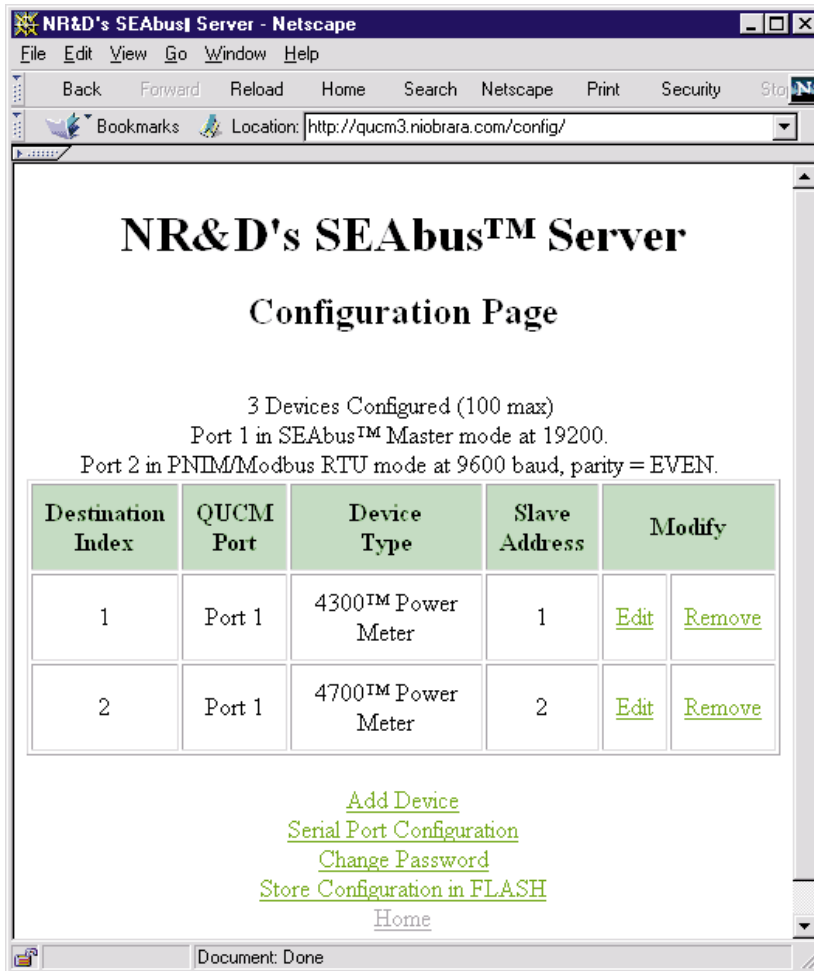 NR&D's SEAbus Server - Netscape
File Edit View Go Window Help
Back Forward Reload Home Search Netscape Print Security Stop
Bookmarks Location: http://qucm3.niobrara.com/config/
NR&D's SEAbus™ Server
Configuration Page
3 Devices Configured (100 max)
Port 1 in SEAbus™ Master mode at 19200.
Port 2 in PNIM/Modbus RTU mode at 9600 baud, parity = EVEN.
Destination Index QUCM Port Device Type Slave Address Modify
1 Port 1 4300™ Power Meter 1 Edit Remove
2 Port 1 4700™ Power Meter 2 Edit Remove
Add Device
Serial Port Configuration
Change Password
Store Configuration in FLASH
Home
Document: Done